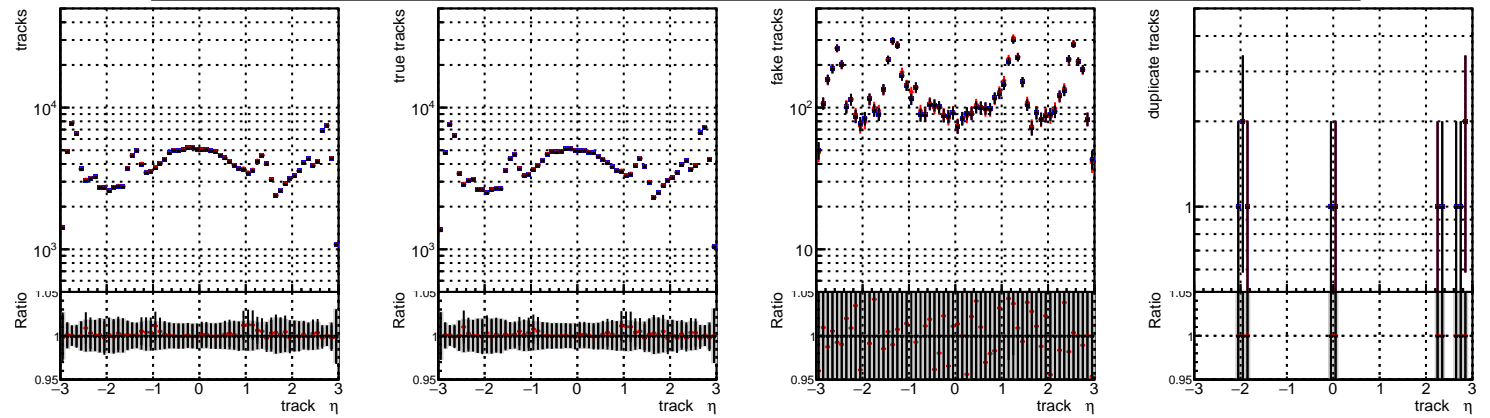 tracks
10^4
10^3
Ratio
1.05
1
0.95
−3 −2 −1 0 1 2 3
track η
true tracks
10^4
10^3
Ratio
1.05
1
0.95
−3 −2 −1 0 1 2 3
track η
fake tracks
10^2
10
Ratio
1.05
1
0.95
−3 −2 −1 0 1 2 3
track η
duplicate tracks
1
Ratio
1.05
1
0.95
−3 −2 −1 0 1 2 3
track η